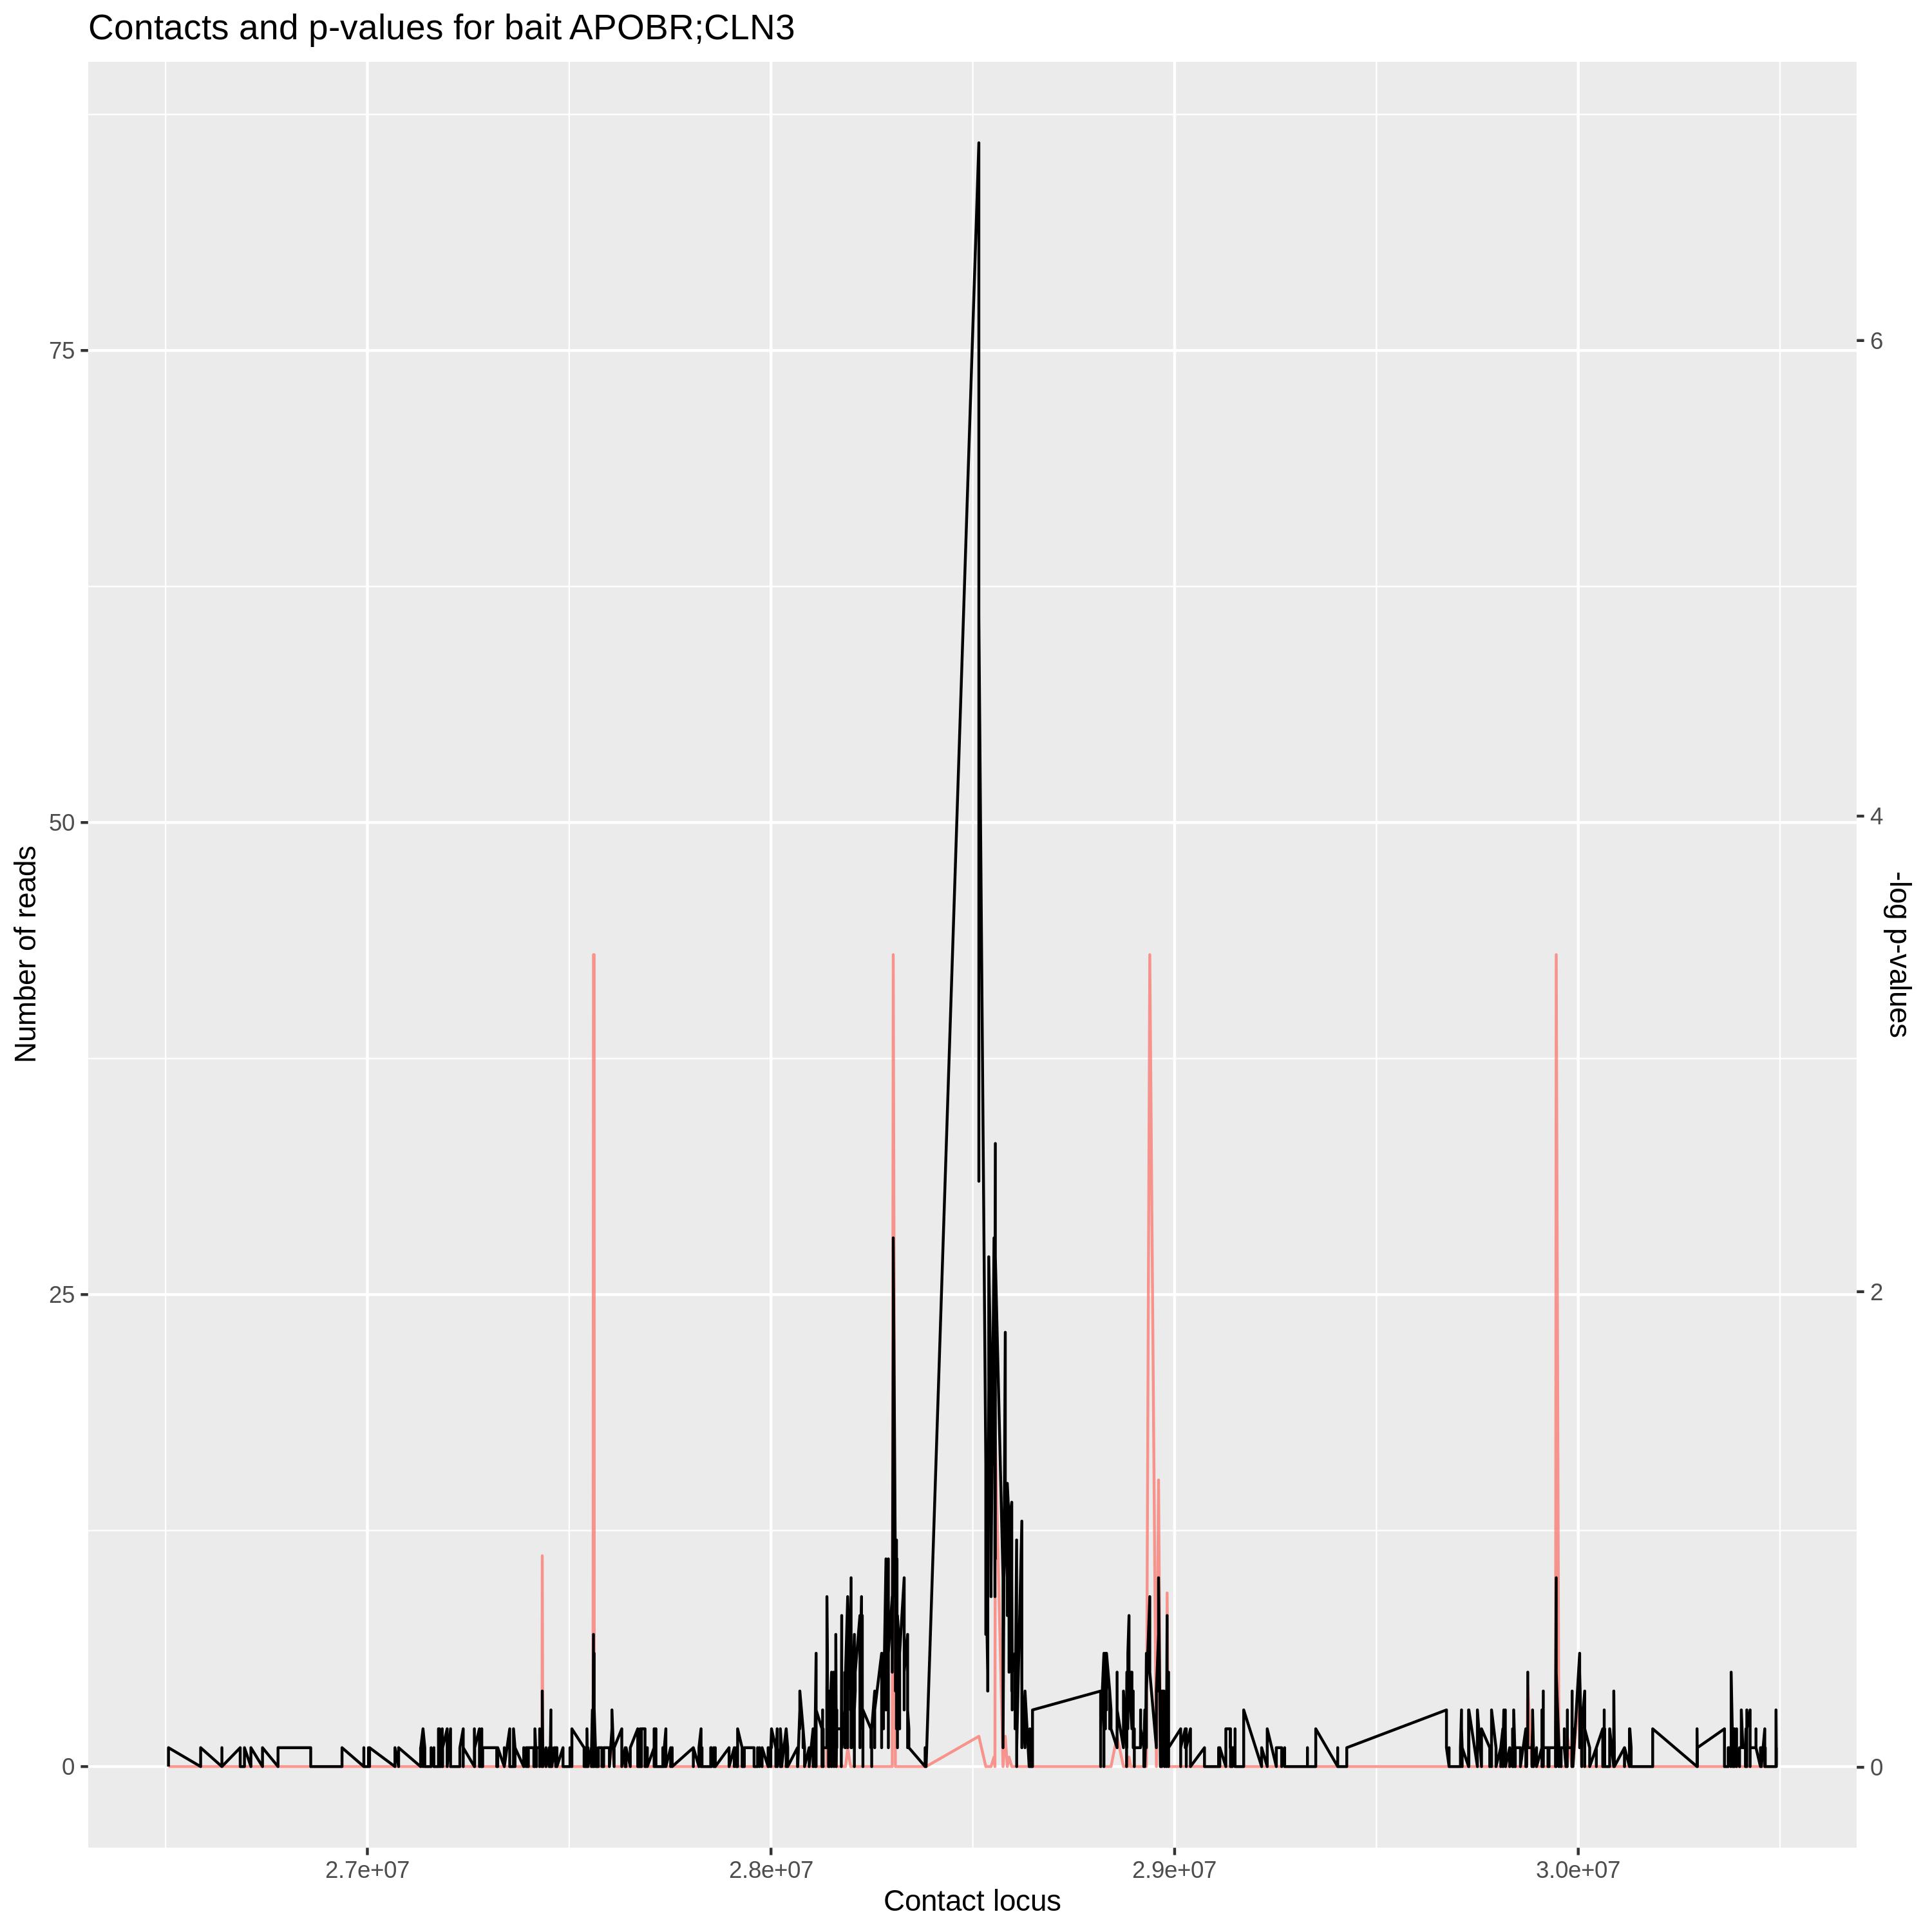 Contacts and p-values for bait APOBR;CLN3
75
50
25
0
Number of reads
6
4
2
0
-log p-values
2.7e+07
2.8e+07
2.9e+07
3.0e+07
Contact locus